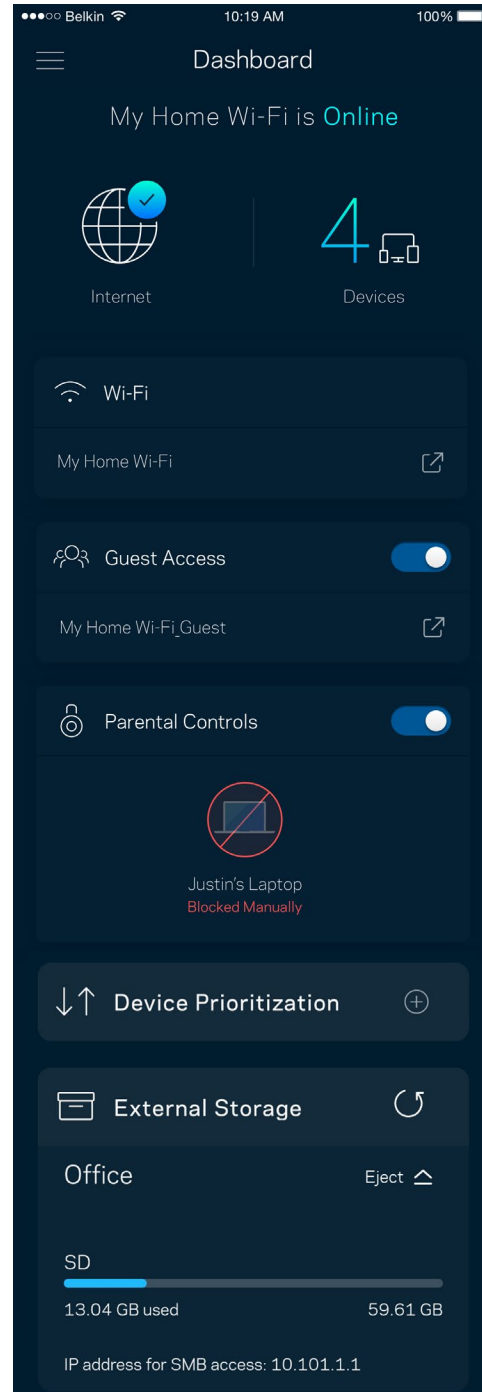 Belkin 10:19 AM 100%
Dashboard
My Home Wi-Fi is Online
4
Internet Devices
Wi-Fi
My Home Wi-Fi
Guest Access
My Home Wi-Fi_Guest
Parental Controls
Justin's Laptop
Blocked Manually
Device Prioritization
External Storage
Office Eject
SD
13.04 GB used 59.61 GB
IP address for SMB access: 10.101.1.1